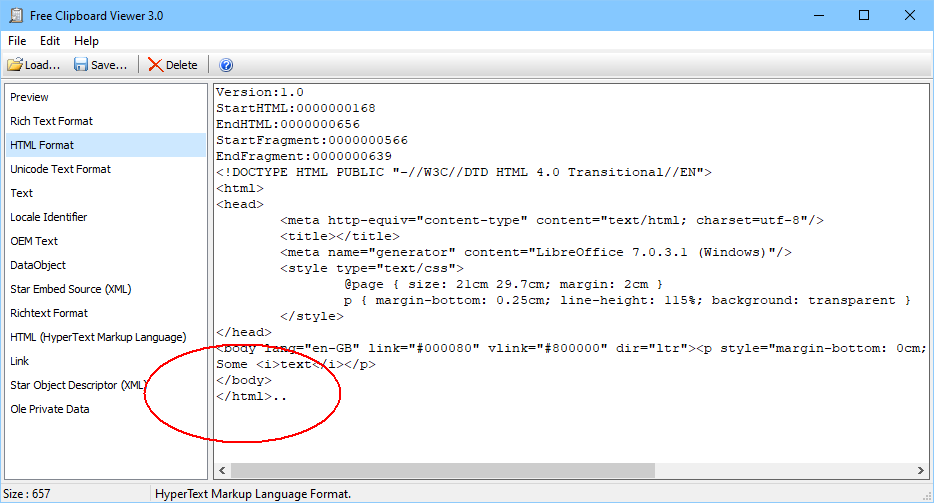 Free Clipboard Viewer 3.0
File Edit Help
Load... Save... Delete
Preview
Rich Text Format
HTML Format
Unicode Text Format
Text
Locale Identifier
OEM Text
DataObject
Star Embed Source (XML)
Richtext Format
HTML (HyperText Markup Language)
Link
Star Object Descriptor (XML)
Ole Private Data
Version:1.0
StartHTML:0000000168
EndHTML:0000000656
StartFragment:0000000566
EndFragment:0000000639
<!DOCTYPE HTML PUBLIC "-//W3C//DTD HTML 4.0 Transitional//EN">
<html>
<head>
<meta http-equiv="content-type" content="text/html; charset=utf-8"/>
<title></title>
<meta name="generator" content="LibreOffice 7.0.3.1 (Windows)"/>
<style type="text/css">
@page { size: 21cm 29.7cm; margin: 2cm }
p { margin-bottom: 0.25cm; line-height: 115%; background: transparent }
</style>
</head>
<body lang="en-GB" link="#000080" vlink="#800000" dir="ltr"><p style="margin-bottom: 0cm;
Some <i>text</i></p>
</body>
</html>..
Size : 657 HyperText Markup Language Format.